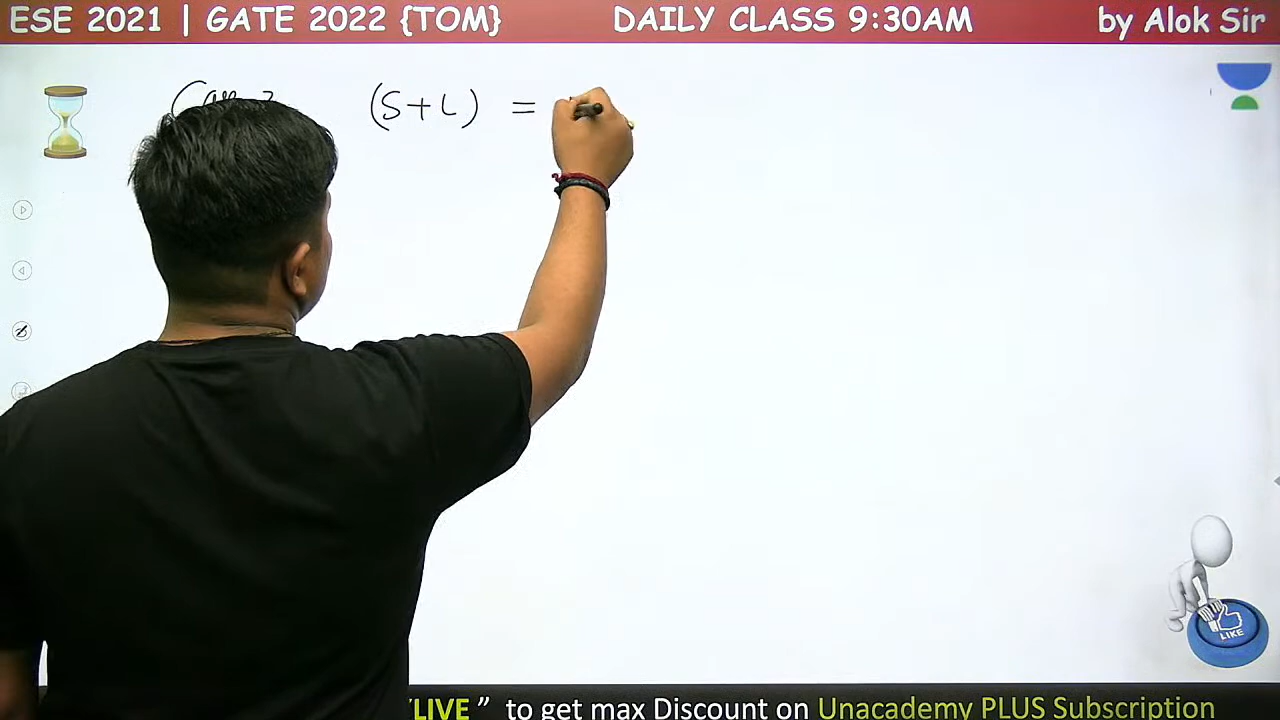 ESE 2021 | GATE 2022 {TOM} DAILY CLASS 9:30AM by Alok Sir
(S+L) =
LIKE
LIVE ” to get max Discount on Unacademy PLUS Subscription